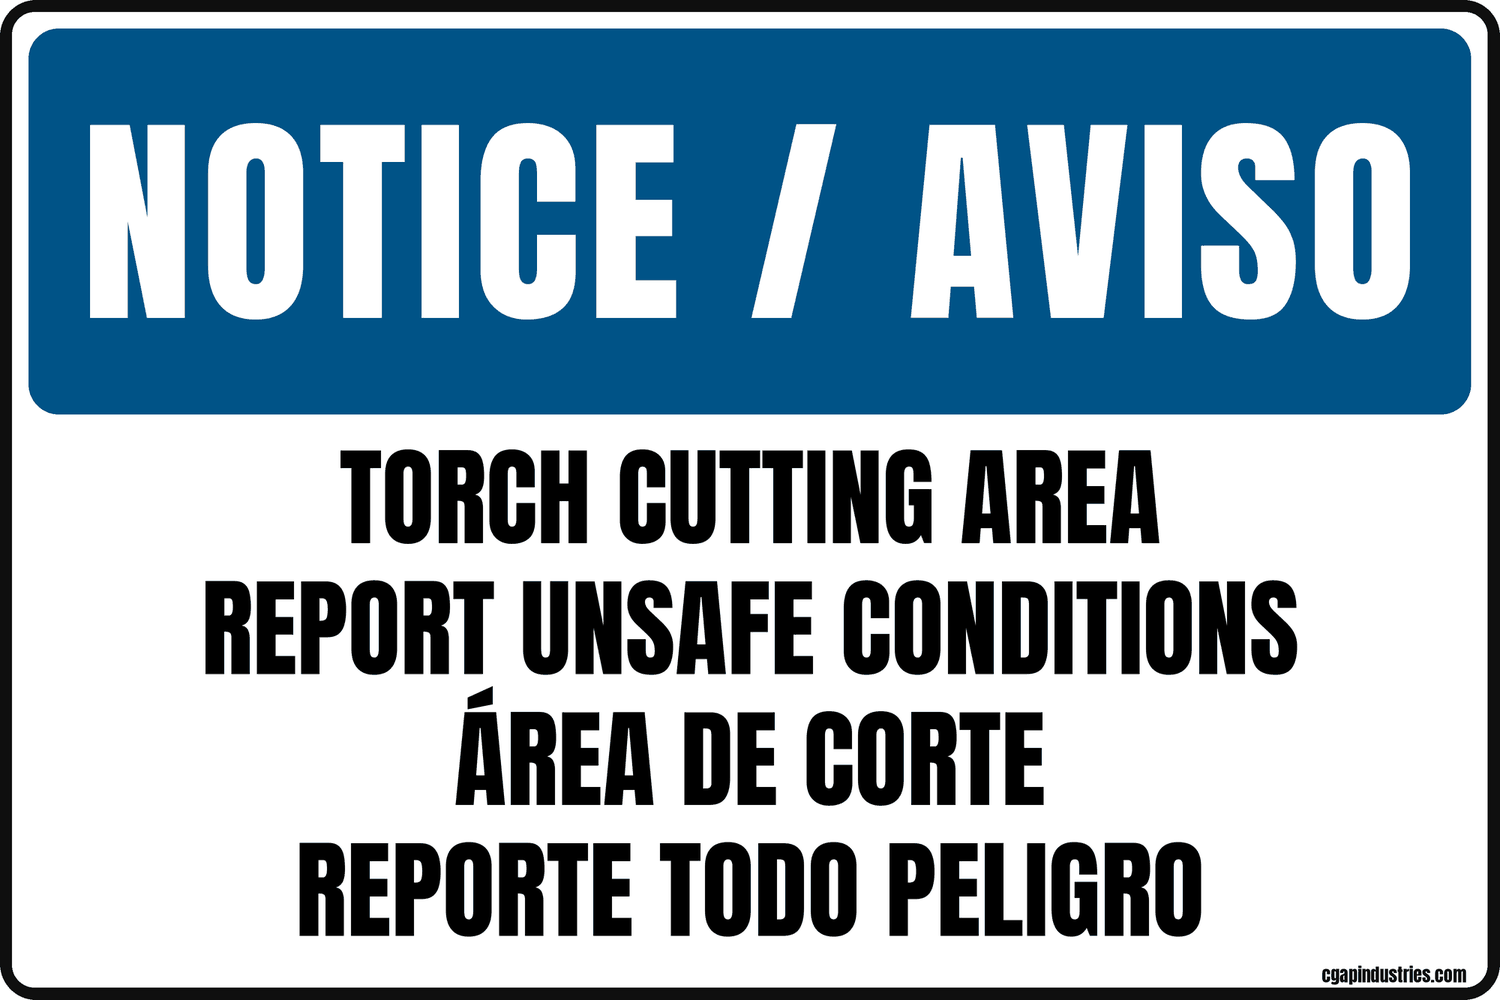 NOTICE / AVISO
TORCH CUTTING AREA
REPORT UNSAFE CONDITIONS
ÁREA DE CORTE
REPORTE TODO PELIGRO
cgapindustries.com